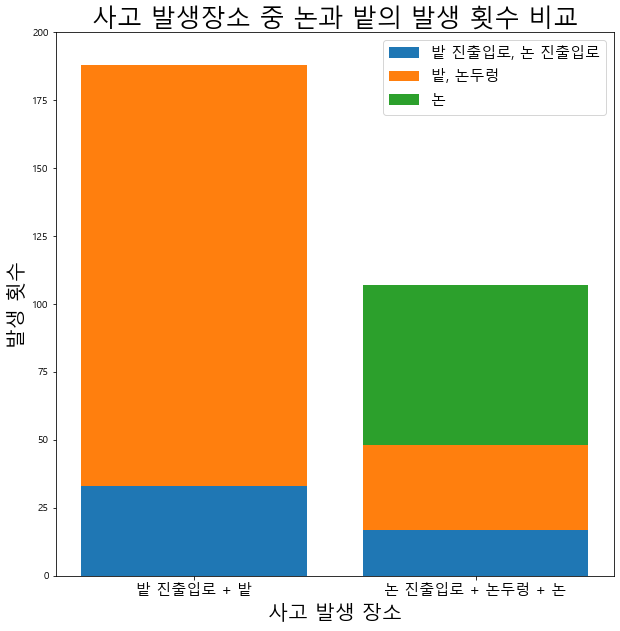 사고 발생장소 중 논과 밭의 발생 횟수 비교
밭 진출입로, 논 진출입로
밭, 논두렁
논
발생 횟수
200
175
150
125
100
75
50
25
0
밭 진출입로 + 밭
논 진출입로 + 논두렁 + 논
사고 발생 장소